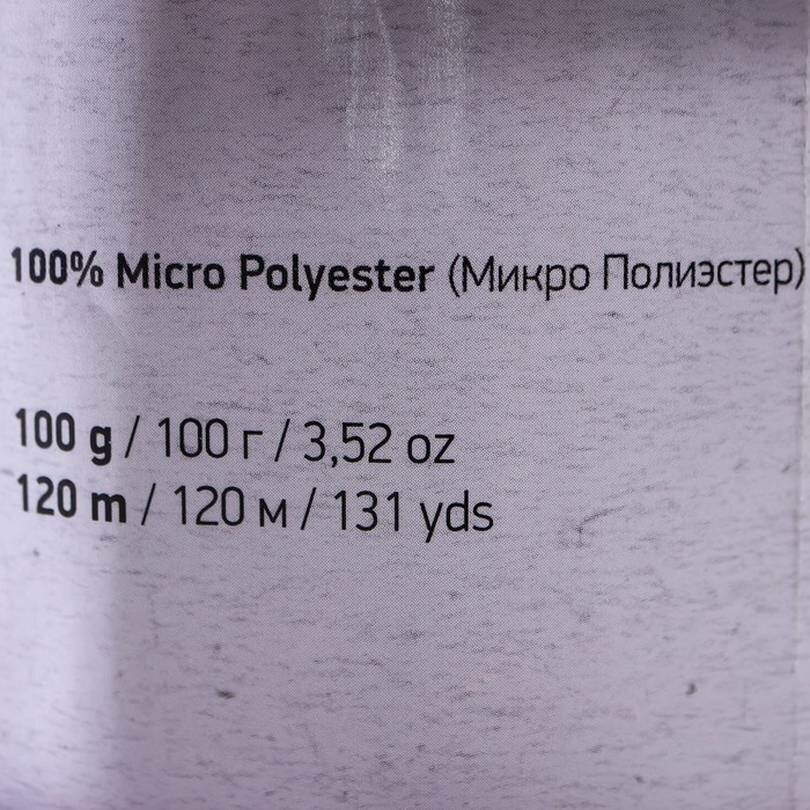 100% Micro Polyester (Микро Полиэстер)
100 g / 100 г / 3,52 oz
120 m / 120 м / 131 yds